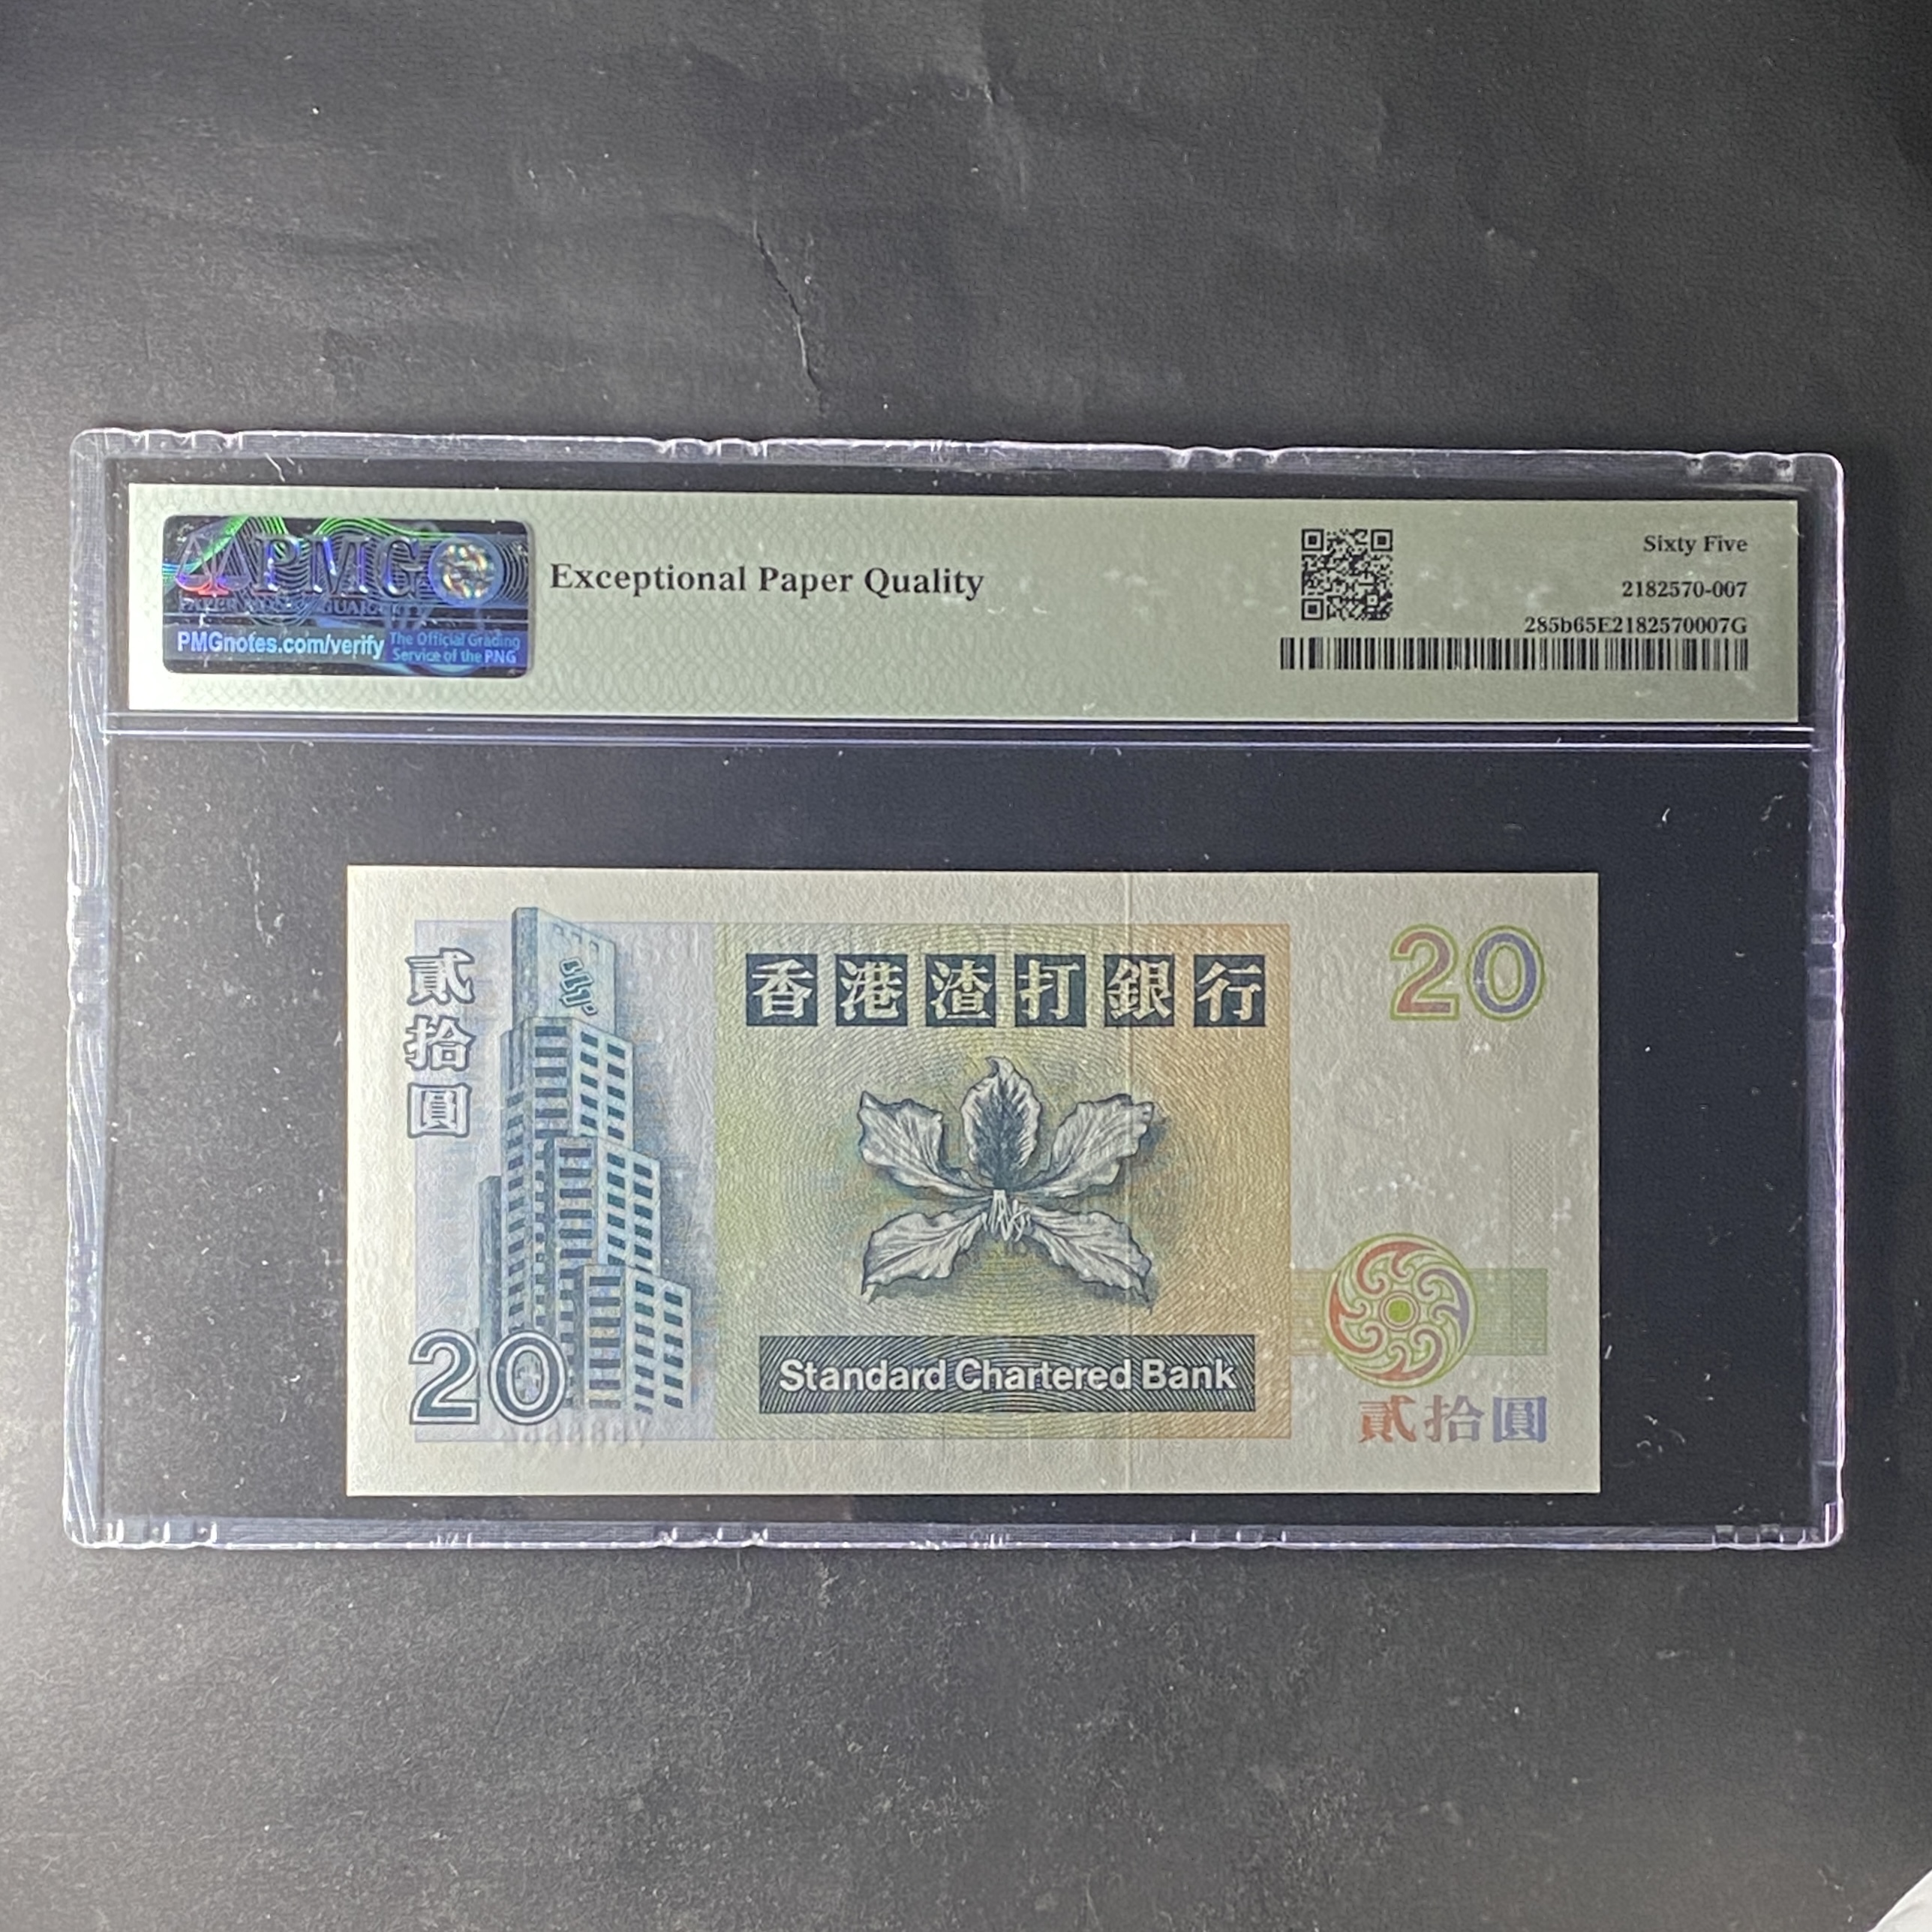 PMG
PMGnotes.com/verify
The Official Grading
Service of the PNG
Exceptional Paper Quality
Sixty Five
2182570-007
285b65E2182570007G
貳拾圓
香港渣打銀行
20
20
Standard Chartered Bank
貳拾圓